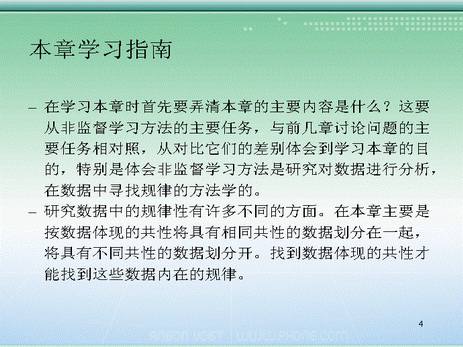 本章学习指南
– 在学习本章时首先要弄清本章的主要内容是什么？这要
从非监督学习方法的主要任务，与前几章讨论问题的主
要任务相对照，从对比它们的差别体会到学习本章的目
的，特别是体会非监督学习方法是研究对数据进行分析，
在数据中寻找规律的方法学的。
– 研究数据中的规律性有许多不同的方面。在本章主要是
按数据体现的共性将具有相同共性的数据划分在一起，
将具有不同共性的数据划分开。找到数据体现的共性才
能找到这些数据内在的规律。
4